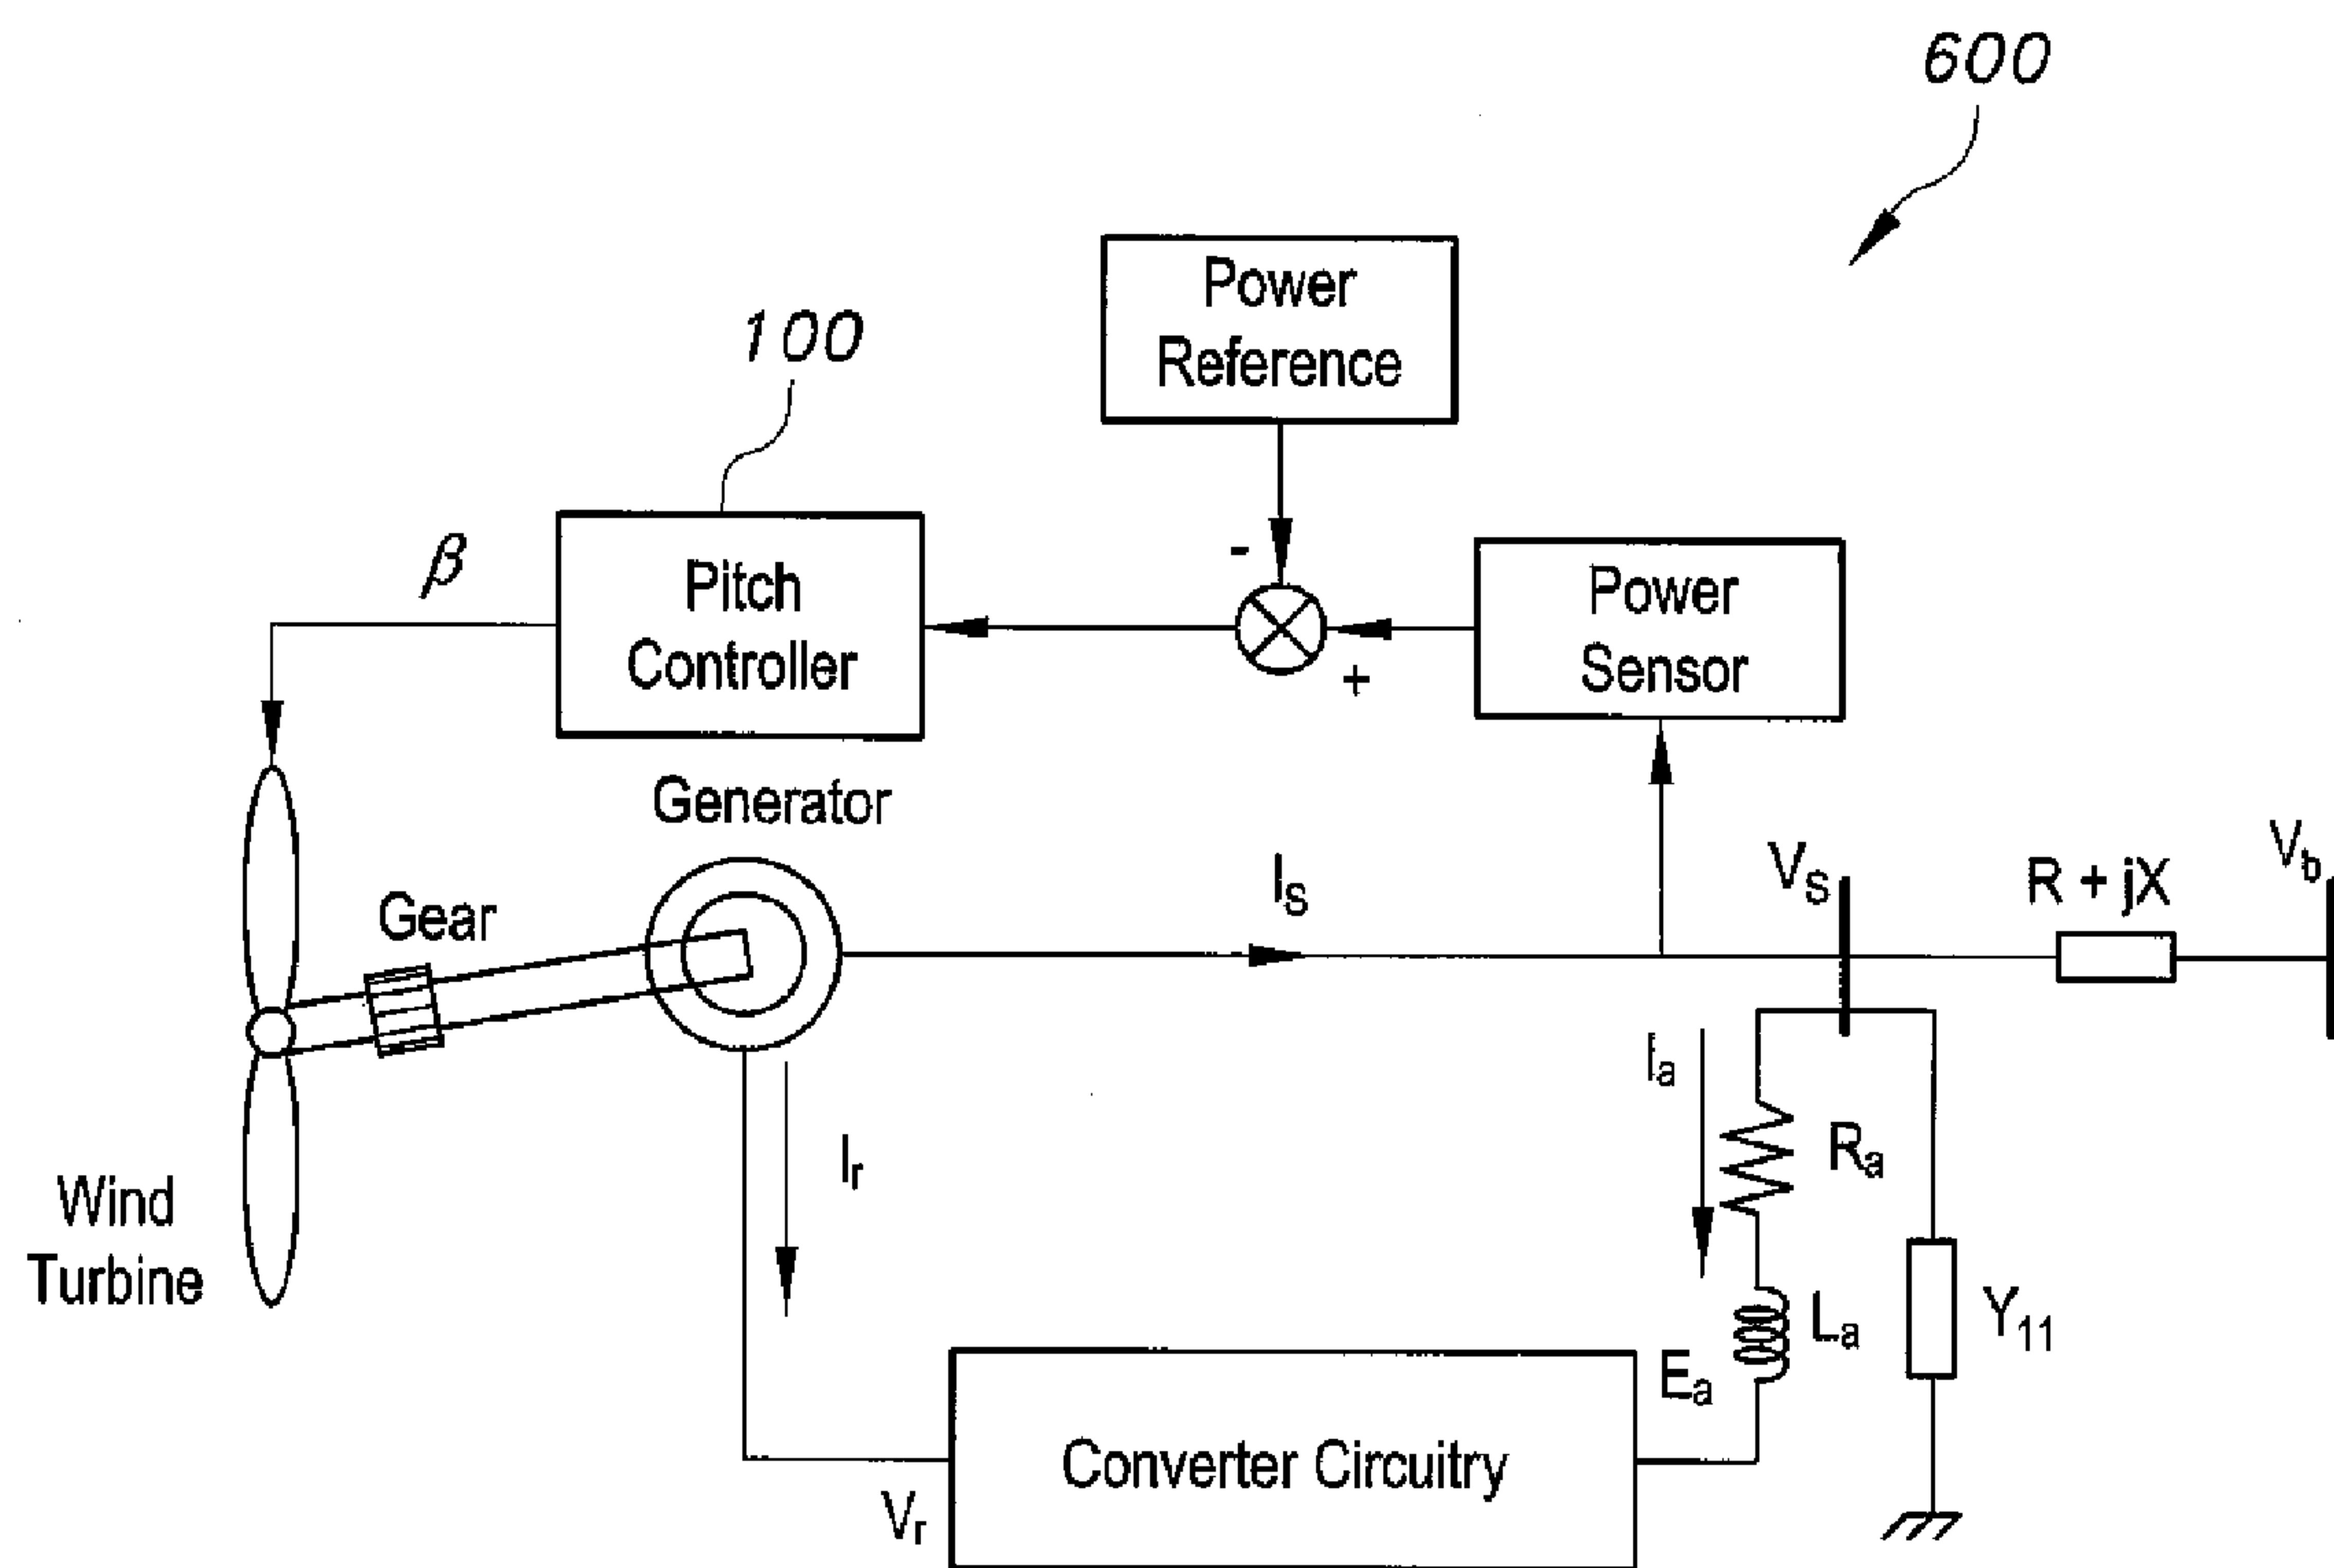 600
Power
Reference
100
β
Pitch
Controller
-
+
Power
Sensor
Generator
Gear
Is
Vs
R + jX
Vb
Wind
Turbine
Ir
Ia
Ra
La
Y11
Ea
Vr
Converter Circuitry